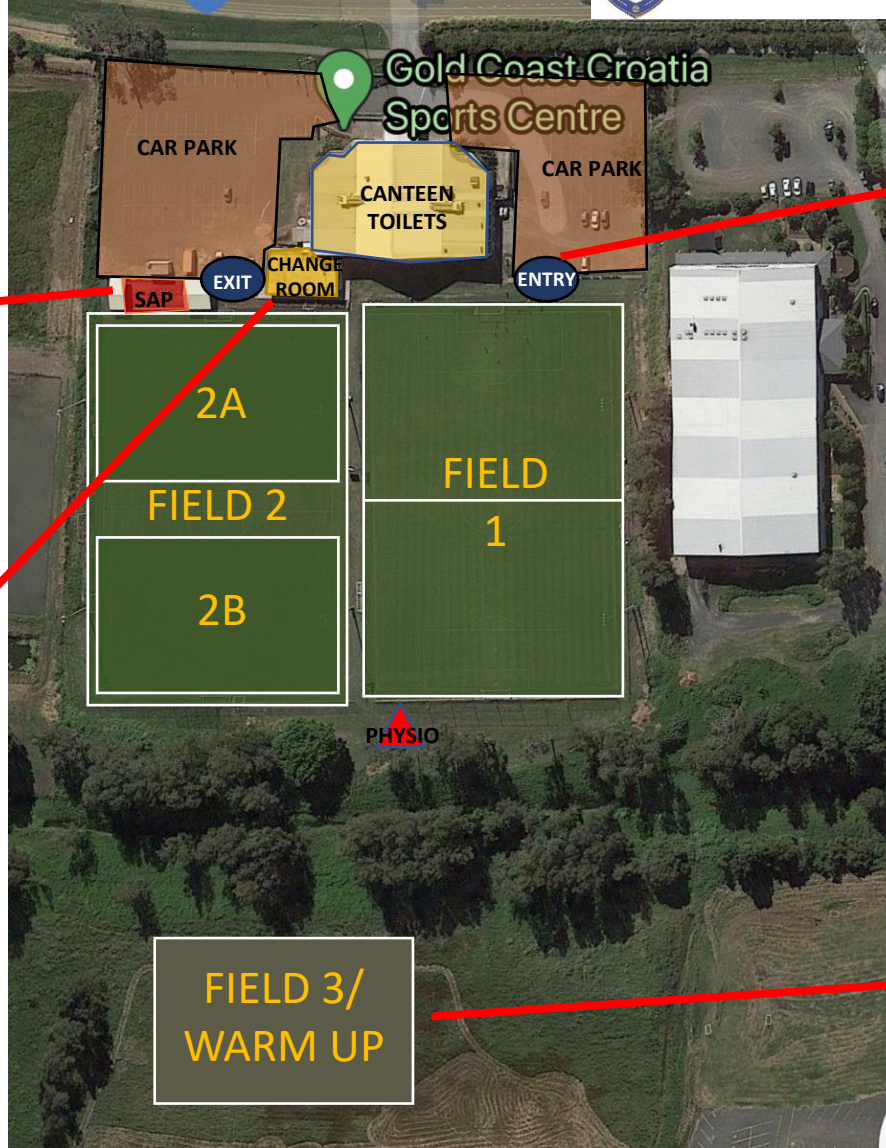 Gold Coast Croatia
Sports Centre
CAR PARK
CAR PARK
CANTEEN
TOILETS
CHANGE
ROOM
EXIT
ENTRY
SAP
2A
FIELD 2
2B
FIELD
1
PHYSIO
FIELD 3/
WARM UP